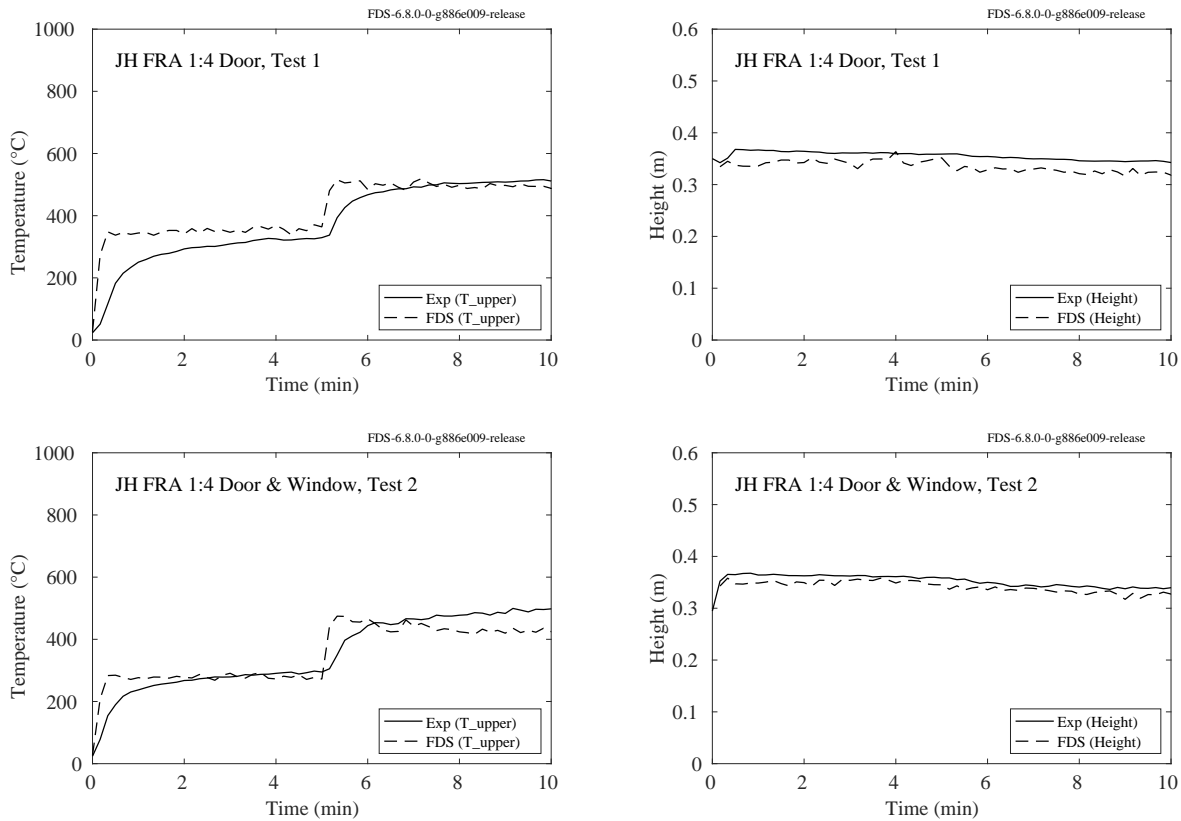 FDS-6.8.0-0-g886e009-release
JH FRA 1:4 Door, Test 1
Temperature (°C)
1000
800
600
400
200
0
0 2 4 6 8 10
Time (min)
Exp (T_upper)
FDS (T_upper)
FDS-6.8.0-0-g886e009-release
JH FRA 1:4 Door, Test 1
Height (m)
0.6
0.5
0.4
0.3
0.2
0.1
0
0 2 4 6 8 10
Time (min)
Exp (Height)
FDS (Height)
FDS-6.8.0-0-g886e009-release
JH FRA 1:4 Door & Window, Test 2
Temperature (°C)
1000
800
600
400
200
0
0 2 4 6 8 10
Time (min)
Exp (T_upper)
FDS (T_upper)
FDS-6.8.0-0-g886e009-release
JH FRA 1:4 Door & Window, Test 2
Height (m)
0.6
0.5
0.4
0.3
0.2
0.1
0
0 2 4 6 8 10
Time (min)
Exp (Height)
FDS (Height)